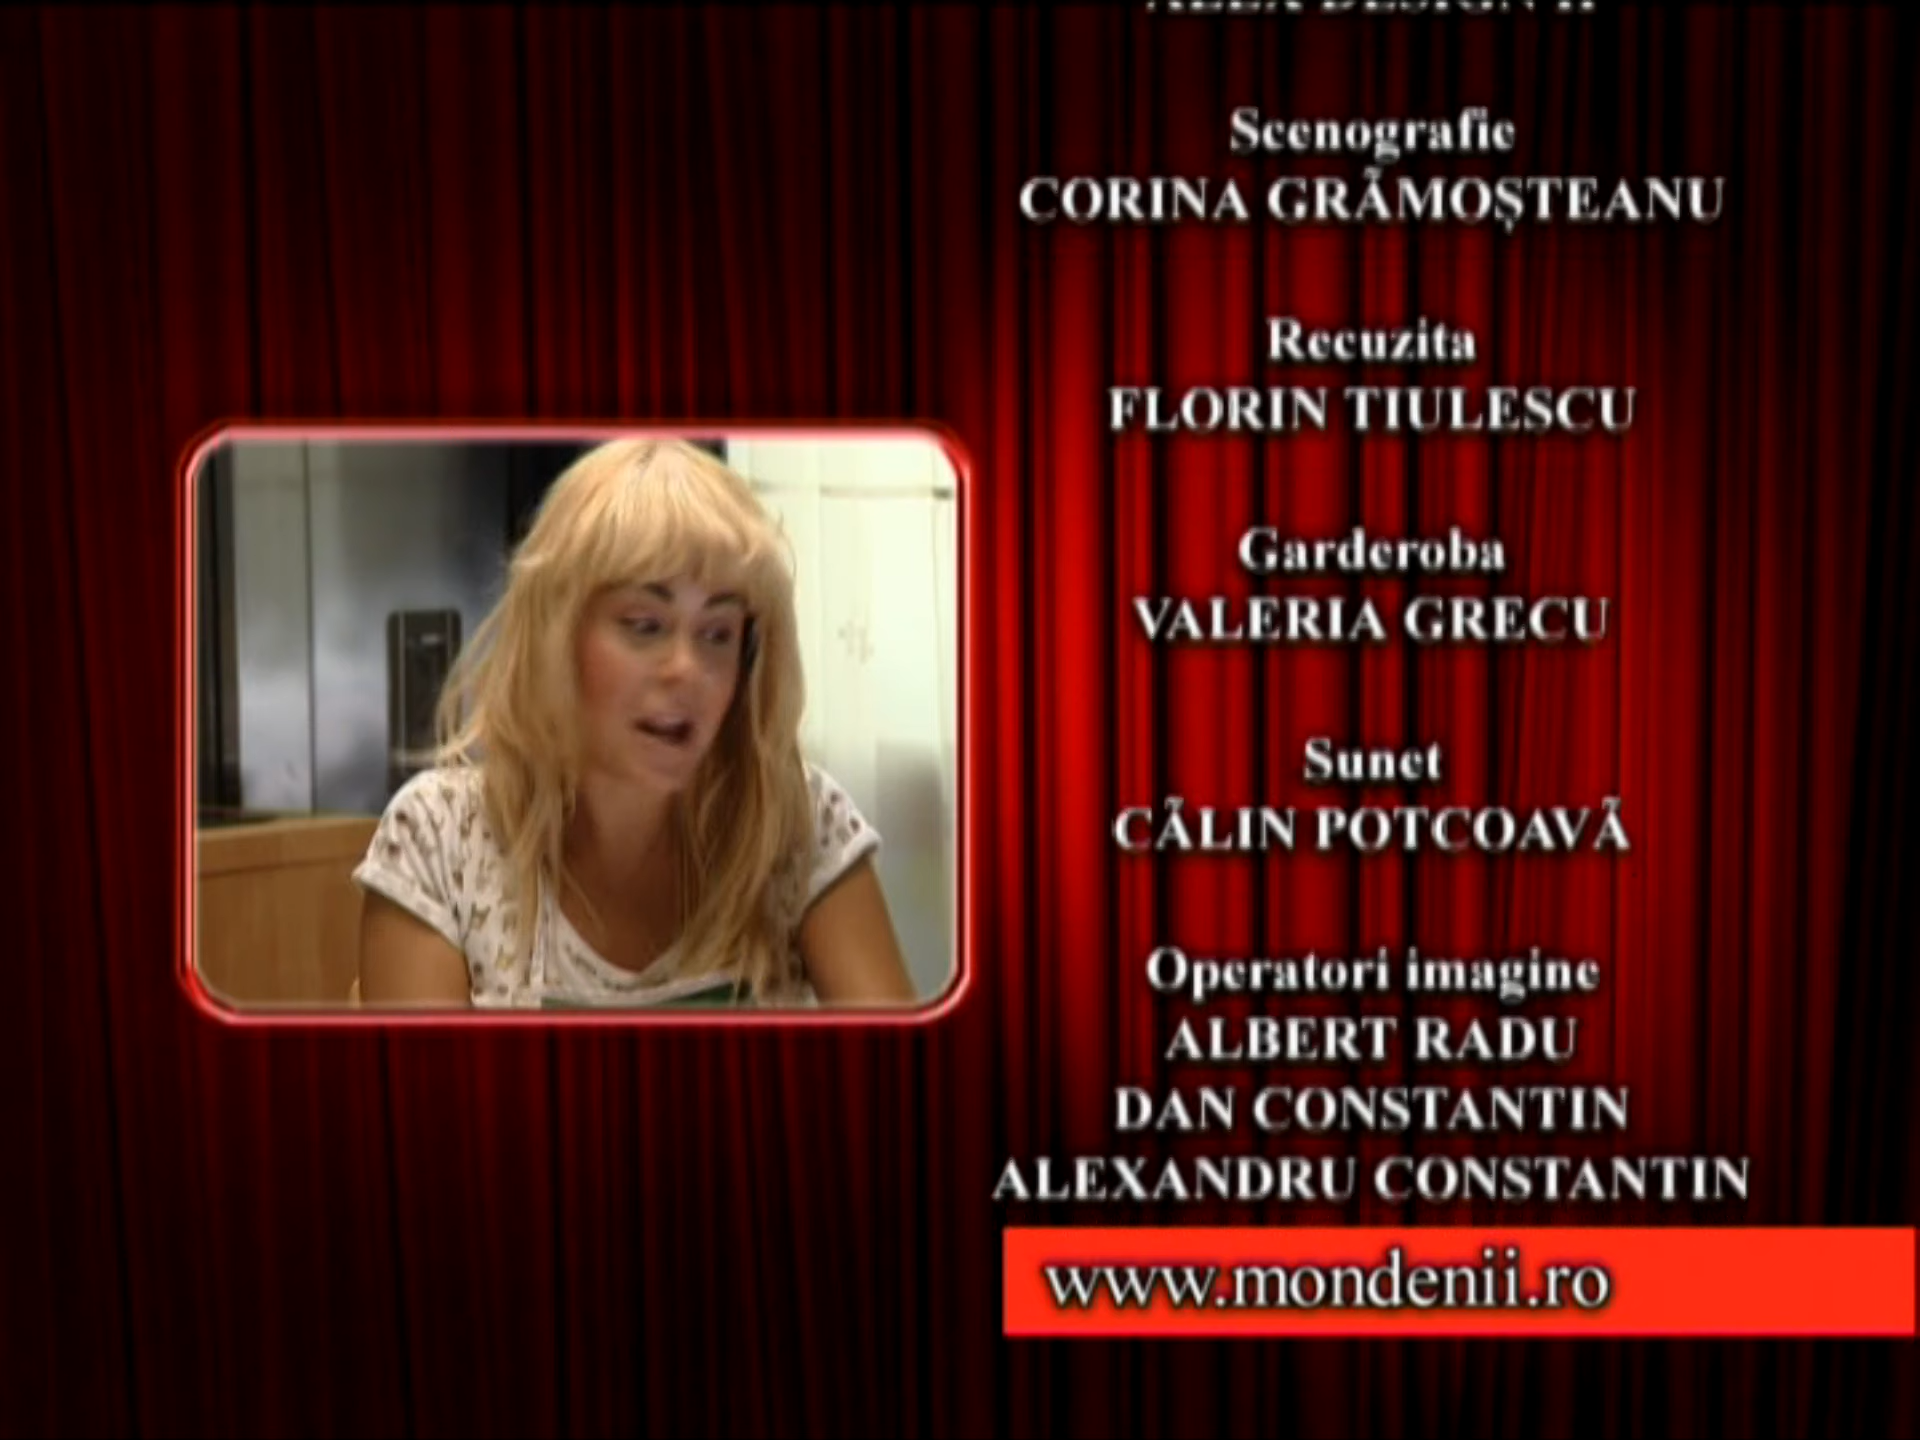 Scenografie
CORINA GRĂMOȘTEANU
Recuzita
FLORIN TIULESCU
Garderoba
VALERIA GRECU
Sunet
CĂLIN POTCOAVĂ
Operatori imagine
ALBERT RADU
DAN CONSTANTIN
ALEXANDRU CONSTANTIN
www.mondenii.ro